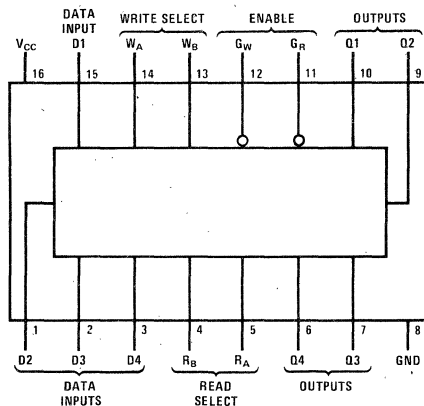 DATA INPUT WRITE SELECT ENABLE OUTPUTS
VCC D1 WA WB GW GR Q1 Q2
16 15 14 13 12 11 10 9
1 2 3 4 5 6 7 8
D2 D3 D4 RB RA Q4 Q3 GND
DATA INPUTS READ SELECT OUTPUTS